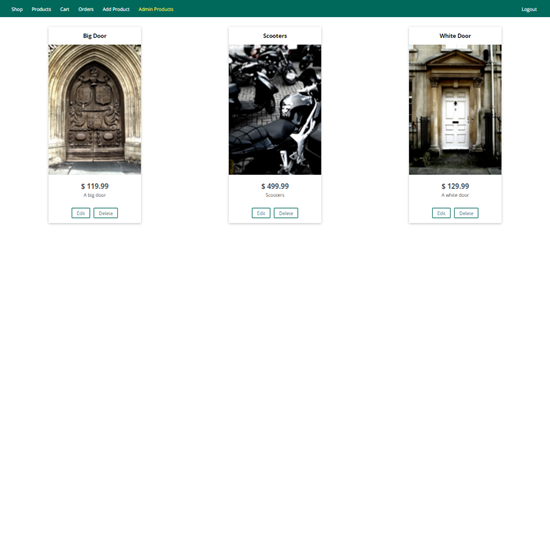 Shop Products Cart Orders Add Product Admin Products Logout
Big Door
$ 119.99
A big door
Edit Delete
Scooters
$ 499.99
Scoooers
Edit Delete
White Door
$ 129.99
A white door
Edit Delete